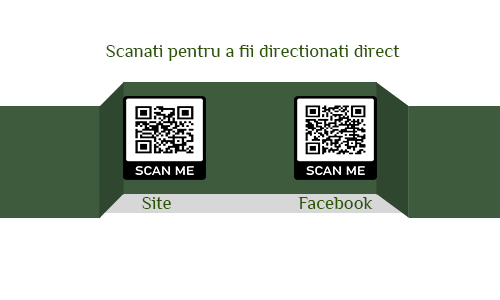 Scanati pentru a fii directionati direct
SCAN ME
SCAN ME
Site
Facebook